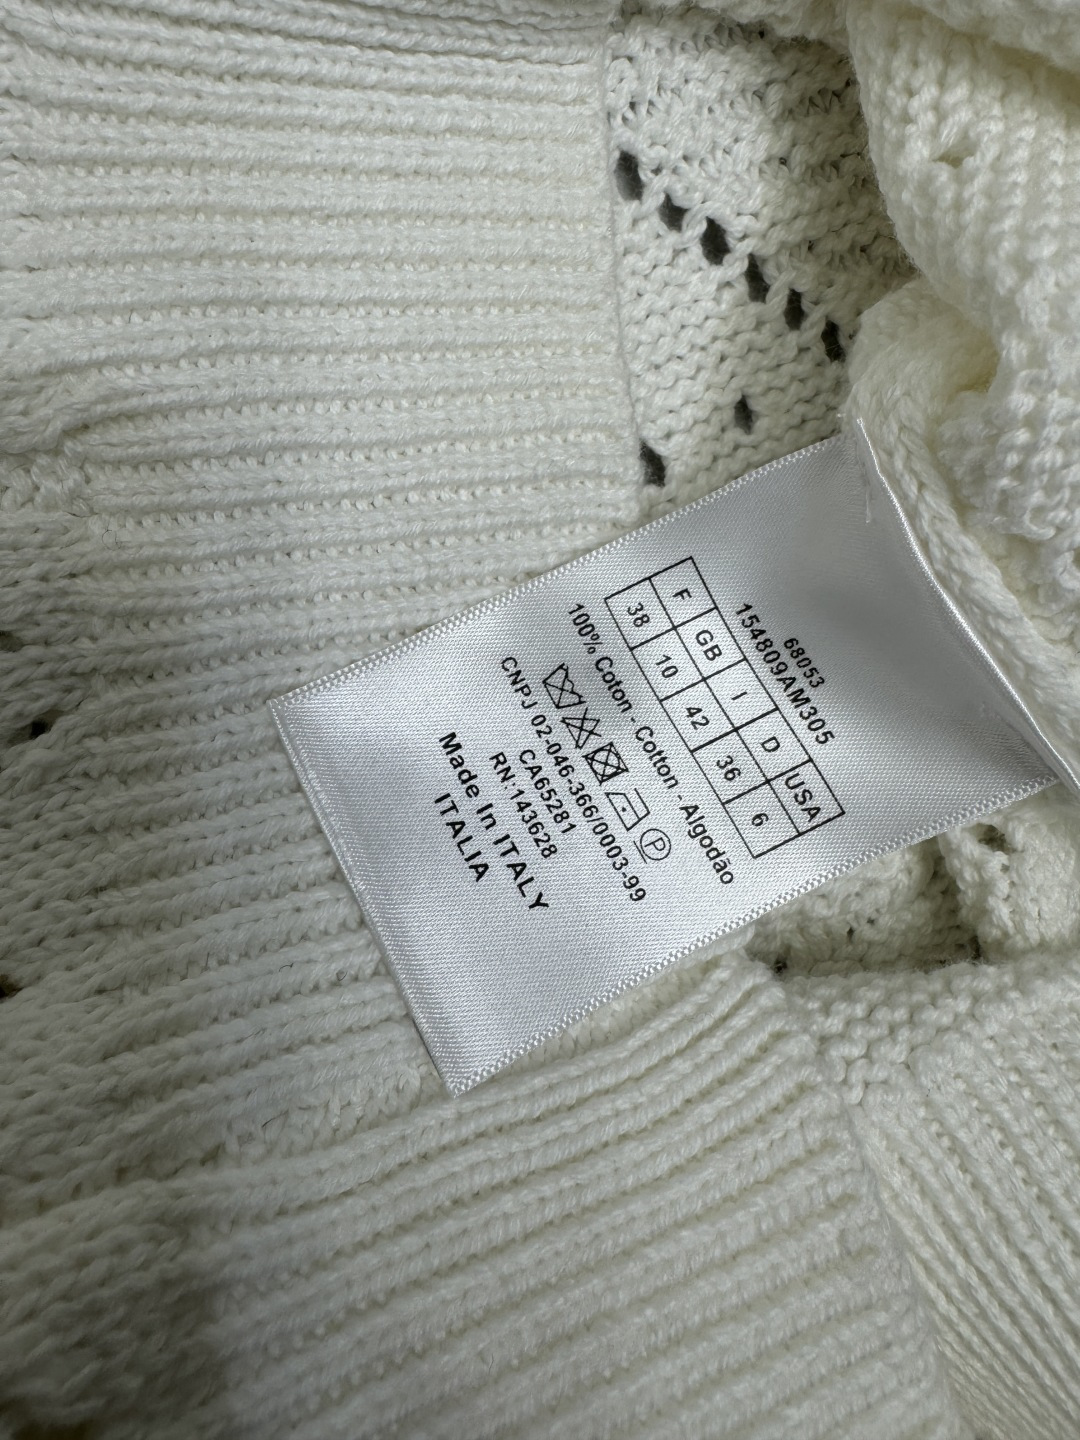 68053
154809AM305
F GB I D USA
38 10 42 36 6
100% Coton - Cotton - Algodão
P
CNPJ 02-046-366/0003-99
CA65281
RN:143628
Made In ITALY
ITALIA